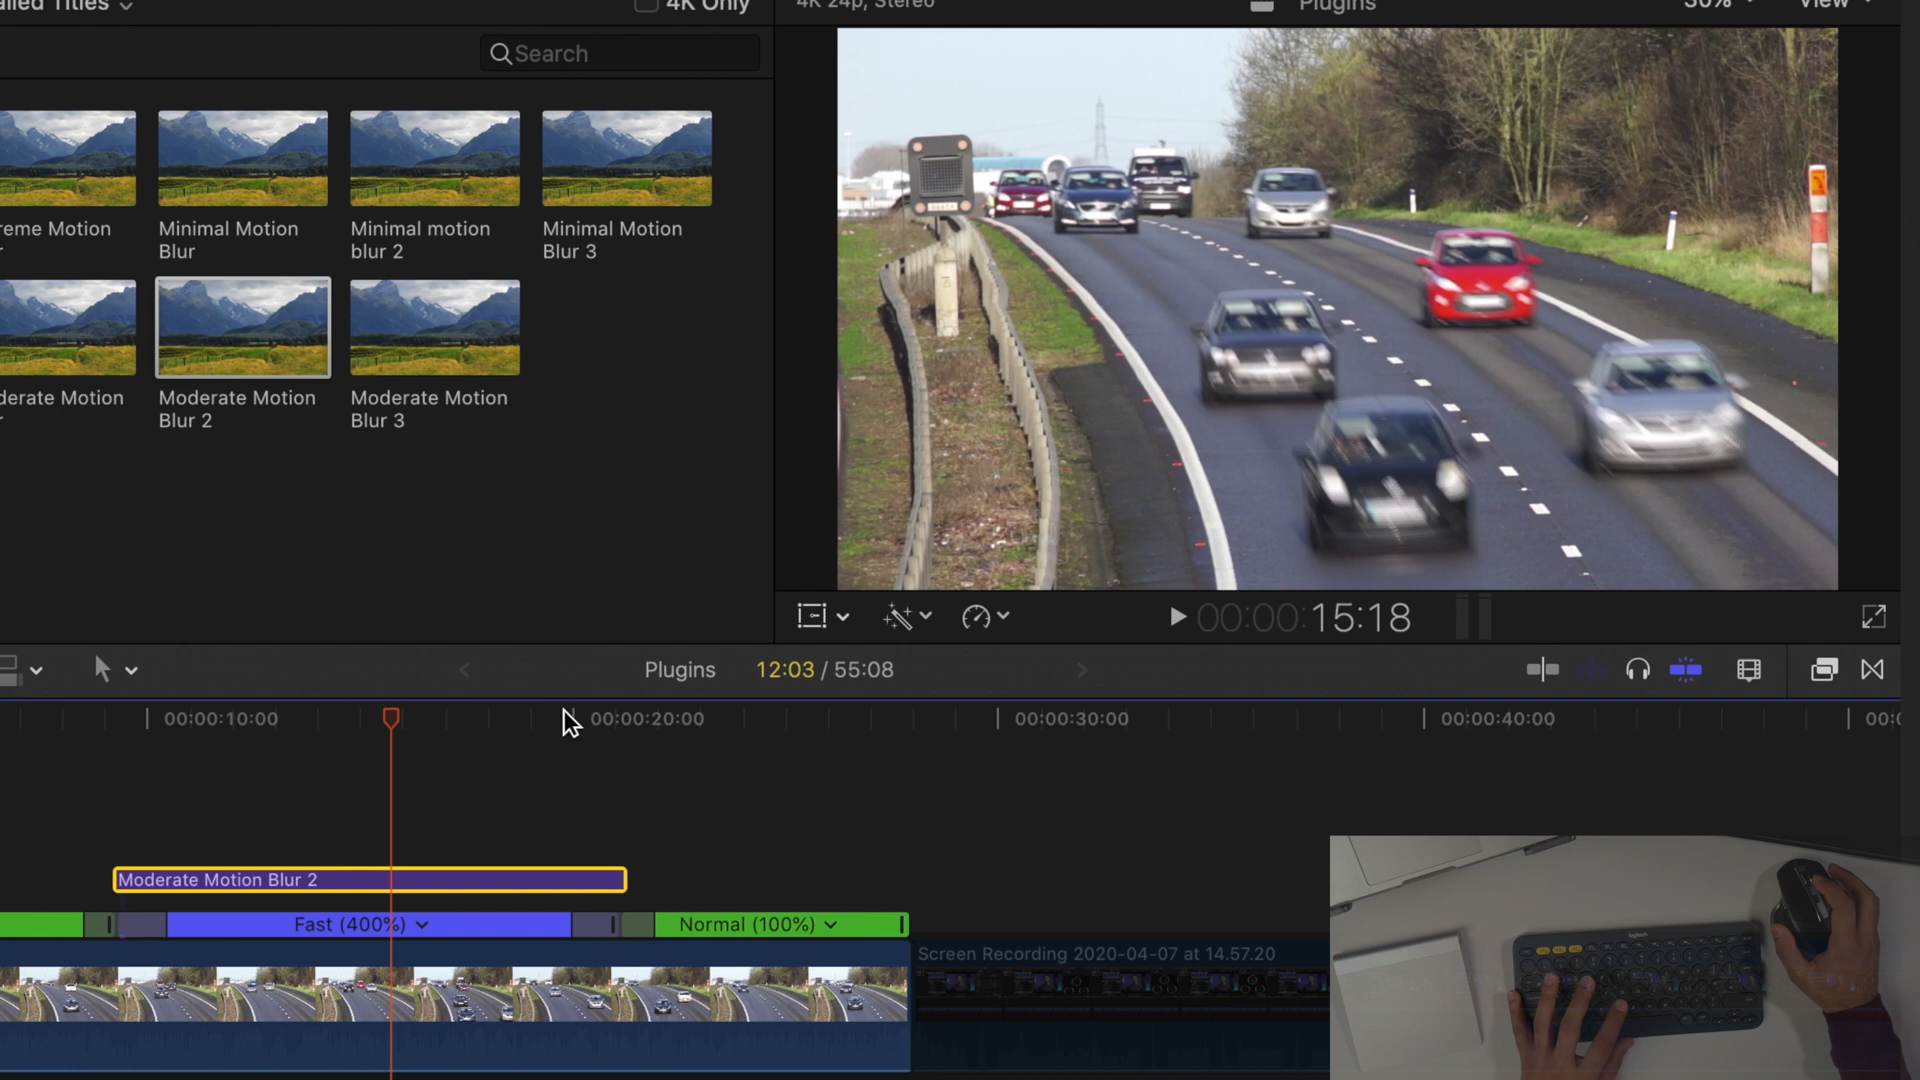 alled Titles
4K Only
4K 24p, Stereo
Plugins
50%
View
Search
reme Motion
r
Minimal Motion
Blur
Minimal motion
blur 2
Minimal Motion
Blur 3
derate Motion
r
Moderate Motion
Blur 2
Moderate Motion
Blur 3
00:00:15:18
Plugins
12:03 / 55:08
00:00:10:00
00:00:20:00
00:00:30:00
00:00:40:00
00:0
Moderate Motion Blur 2
Fast (400%)
Normal (100%)
Screen Recording 2020-04-07 at 14.57.20